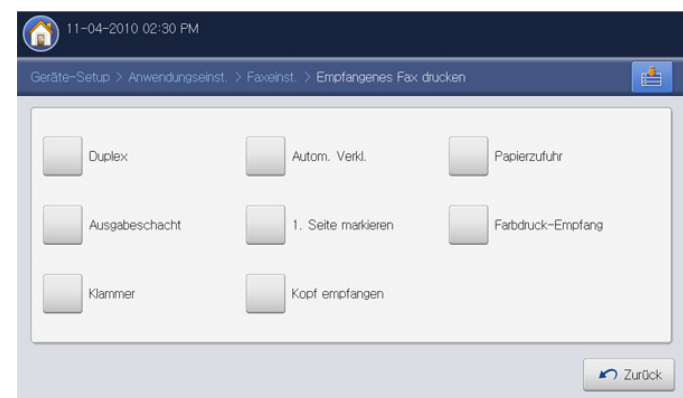 11-04-2010 02:30 PM
Geräte-Setup > Anwendungseinst. > Faxeinst. > Empfangenes Fax drucken
Duplex Autom. Verkl. Papierzufuhr
Ausgabeschacht 1. Seite markieren Farbdruck-Empfang
Klammer Kopf empfangen
Zurück